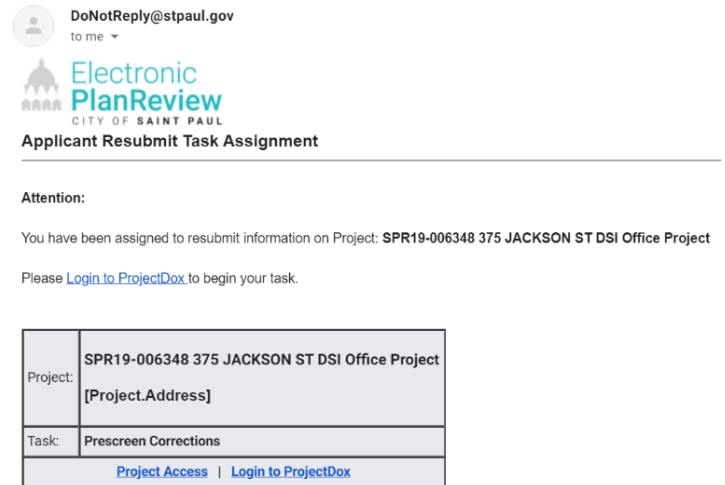 DoNotReply@stpaul.gov
to me
Electronic
PlanReview
CITY OF SAINT PAUL
Applicant Resubmit Task Assignment
Attention:
You have been assigned to resubmit information on Project: SPR19-006348 375 JACKSON ST DSI Office Project
Please Login to ProjectDox to begin your task.
Project: SPR19-006348 375 JACKSON ST DSI Office Project
[Project.Address]
Task: Prescreen Corrections
Project Access | Login to ProjectDox